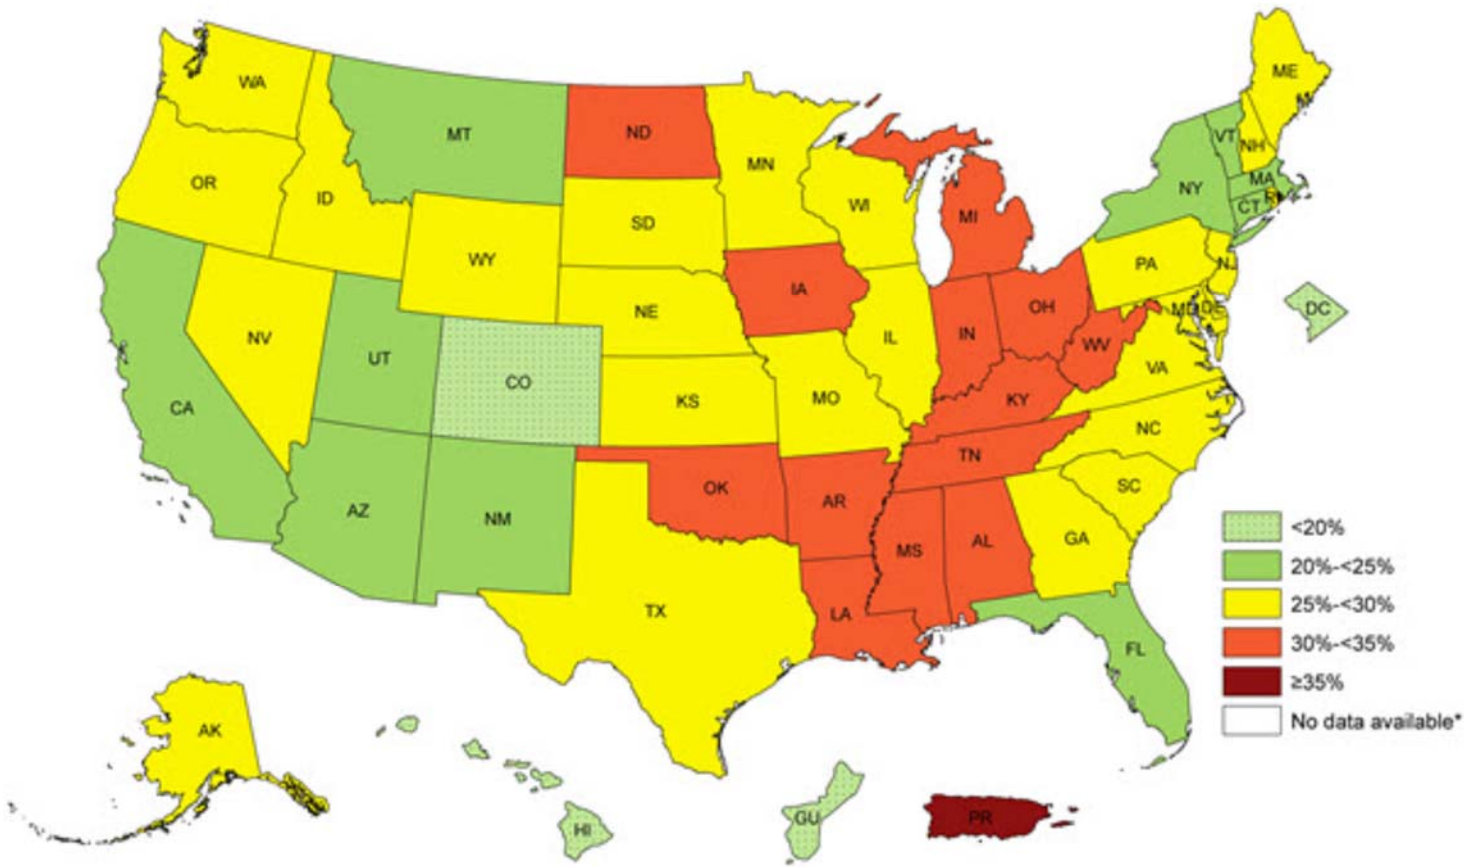 WA
MT
ND
MN
ME
OR
ID
SD
WI
MI
VT
NH
NY
MA
CT
WY
NE
IA
PA
NJ
NV
UT
CO
KS
MO
IL
IN
OH
WV
MD
DE
DC
VA
KY
CA
AZ
NM
OK
AR
TN
NC
SC
MS
AL
GA
TX
LA
FL
AK
HI
GU
PR
<20%
20%-<25%
25%-<30%
30%-<35%
≥35%
No data available*